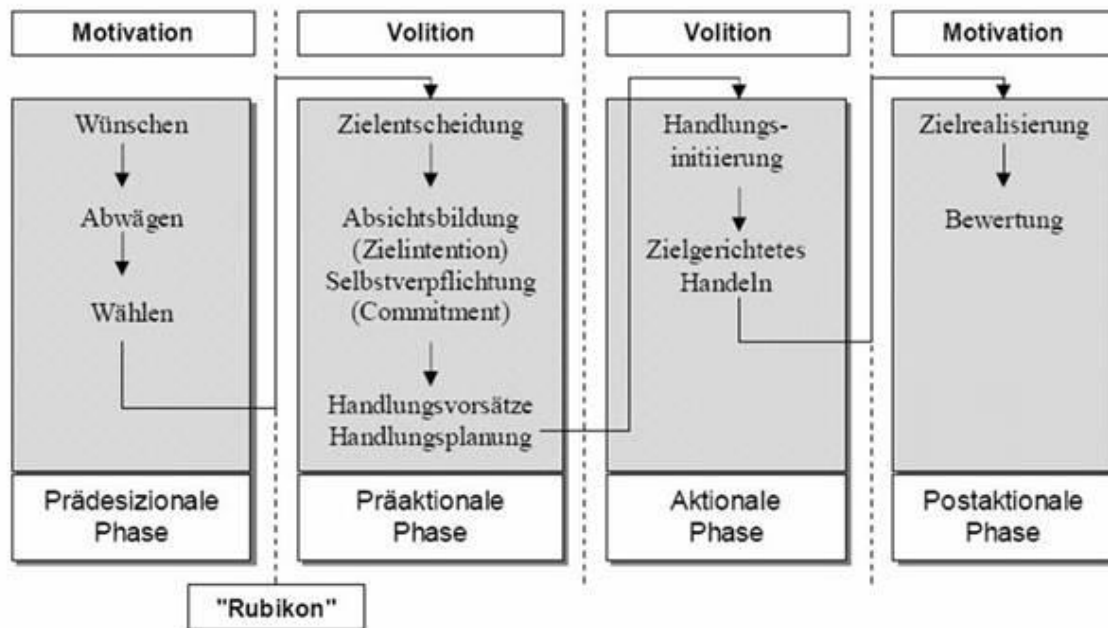 Motivation
Volition
Volition
Motivation
Wünschen
Abwägen
Wählen
Zielentscheidung
Absichtsbildung
(Zielintention)
Selbstverpflichtung
(Commitment)
Handlungsvorsätze
Handlungsplanung
Handlungs-
initiierung
Zielgerichtetes
Handeln
Zielrealisierung
Bewertung
Prädesizionale
Phase
Präaktionale
Phase
Aktionale
Phase
Postaktionale
Phase
"Rubikon"